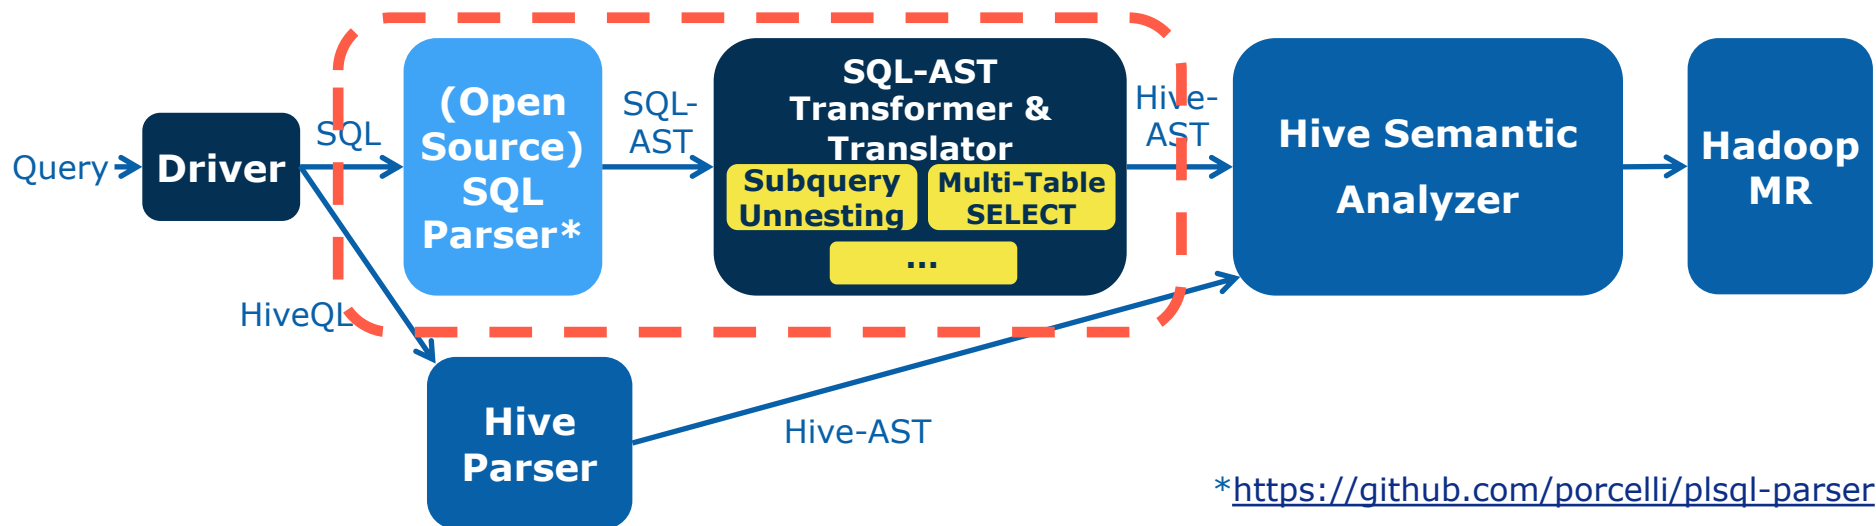 Query
Driver
SQL
(Open
Source)
SQL
Parser*
SQL-
AST
SQL-AST
Transformer &
Translator
Subquery
Unnesting
Multi-Table
SELECT
...
Hive-
AST
Hive Semantic
Analyzer
Hadoop
MR
HiveQL
Hive
Parser
Hive-AST
*https://github.com/porcelli/plsql-parser